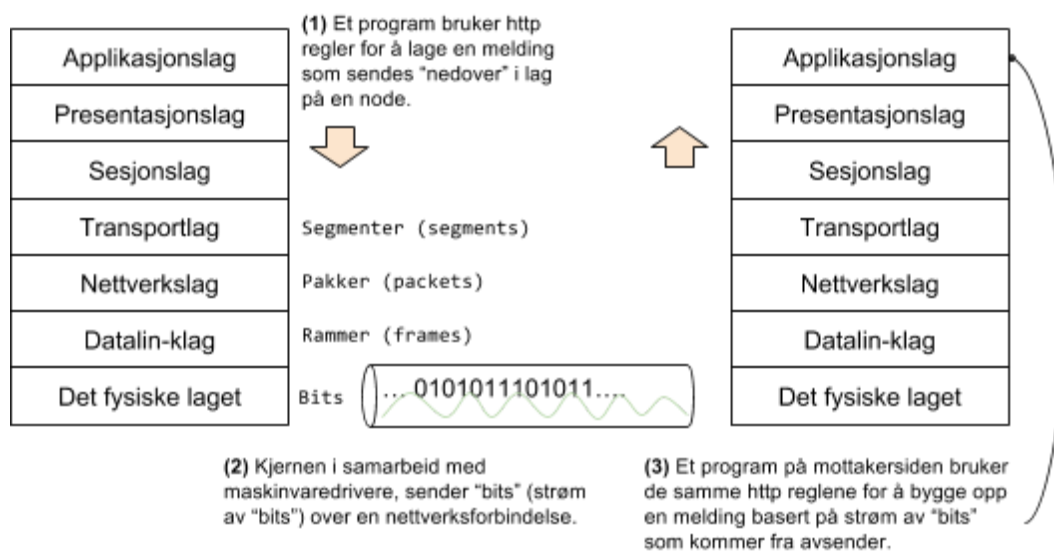 (1) Et program bruker http
regler for å lage en melding
som sendes “nedover” i lag
på en node.
Applikasjonslag
Presentasjonslag
Sesjonslag
Transportlag
Nettverkslag
Datalin-klag
Det fysiske laget
Segmenter (segments)
Pakker (packets)
Rammer (frames)
Bits
... 0101011101011....
Applikasjonslag
Presentasjonslag
Sesjonslag
Transportlag
Nettverkslag
Datalin-klag
Det fysiske laget
(2) Kjernen i samarbeid med
maskinvaredrivere, sender “bits” (strøm
av “bits”) over en nettverksforbindelse.
(3) Et program på mottakersiden bruker
de samme http reglene for å bygge opp
en melding basert på strøm av “bits”
som kommer fra avsender.